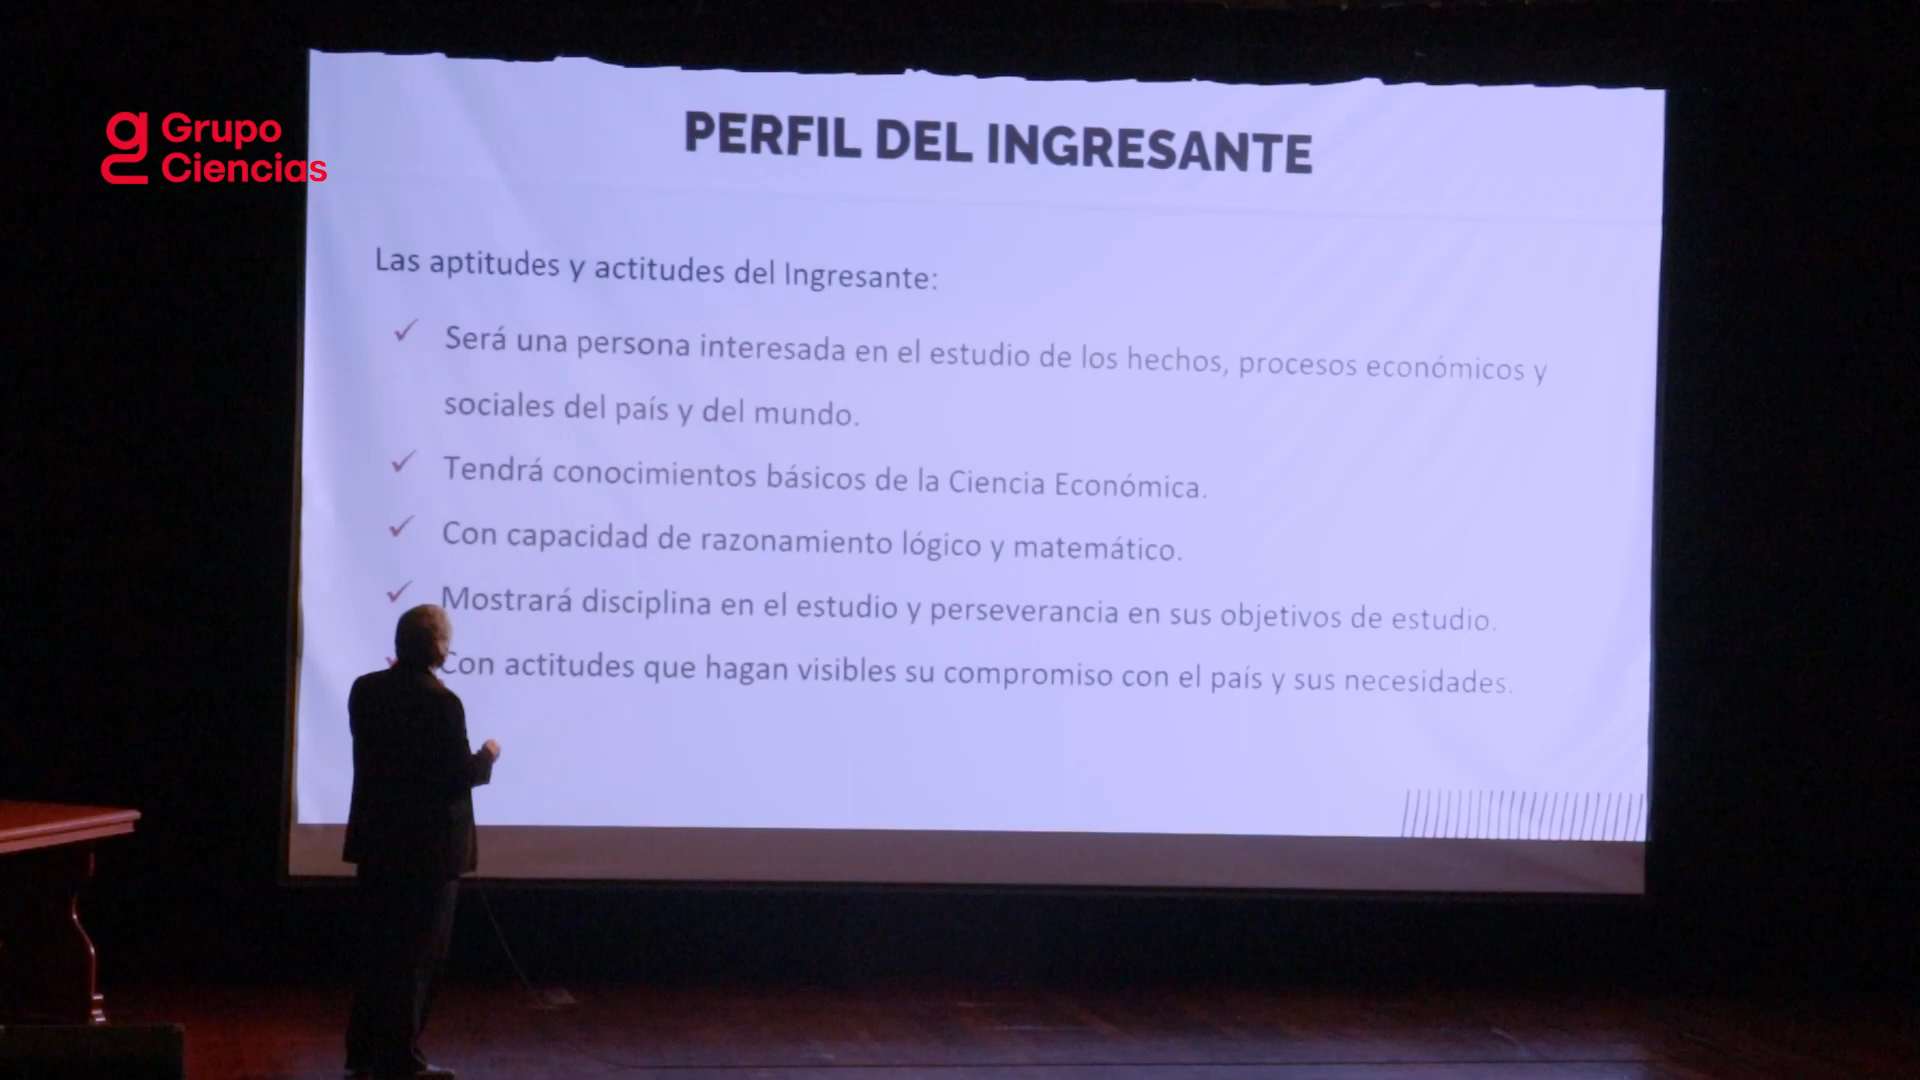 Grupo
Ciencias
PERFIL DEL INGRESANTE
Las aptitudes y actitudes del Ingresante:
✓ Será una persona interesada en el estudio de los hechos, procesos económicos y
sociales del país y del mundo.
✓ Tendrá conocimientos básicos de la Ciencia Económica.
✓ Con capacidad de razonamiento lógico y matemático.
✓ Mostrará disciplina en el estudio y perseverancia en sus objetivos de estudio.
✓ Con actitudes que hagan visibles su compromiso con el país y sus necesidades.